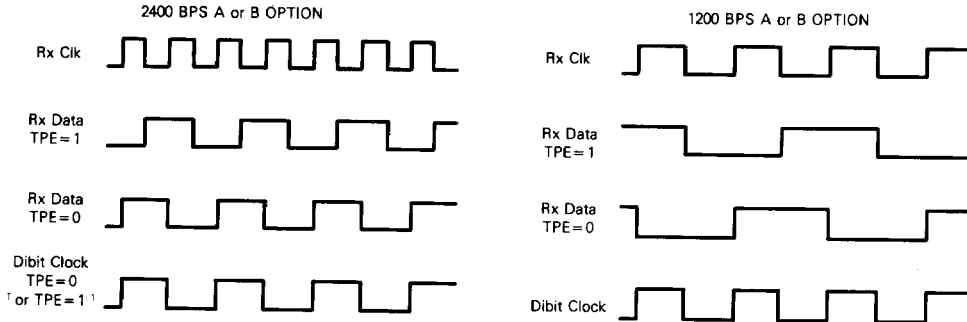 2400 BPS A or B OPTION
Rx Clk
Rx Data
TPE=1
Rx Data
TPE=0
Dibit Clock
TPE=0
or TPE=1
1200 BPS A or B OPTION
Rx Clk
Rx Data
TPE=1
Rx Data
TPE=0
Dibit Clock